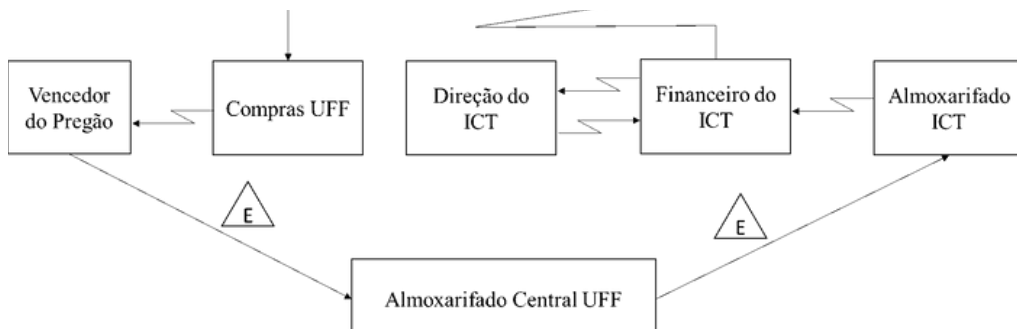 Vencedor
do Pregão
Compras UFF
Direção do
ICT
Financeiro do
ICT
Almoxarifado
ICT
E
E
Almoxarifado Central UFF